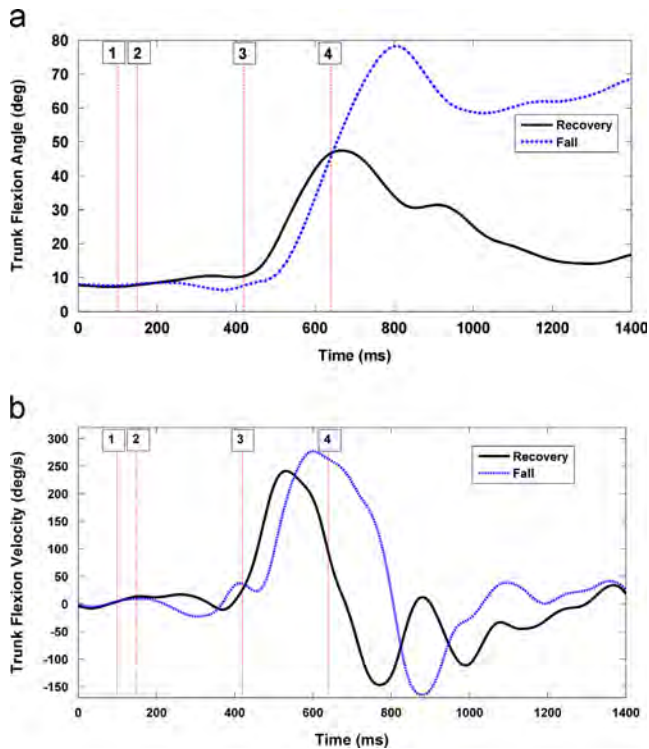 a
1 2 3 4
80
70
60
50
40
30
20
10
0
Trunk Flexion Angle (deg)
Recovery
Fall
0 200 400 600 800 1000 1200 1400
Time (ms)
b
1 2 3 4
300
250
200
150
100
50
0
-50
-100
-150
Trunk Flexion Velocity (deg/s)
Recovery
Fall
0 200 400 600 800 1000 1200 1400
Time (ms)